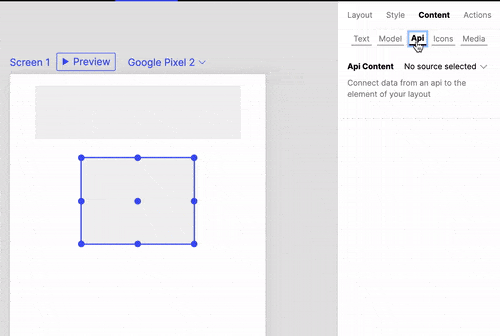 Layout Style Content Actions
Text Model Api Icons Media
Screen 1 Preview Google Pixel 2
Api Content No source selected
Connect data from an api to the
element of your layout